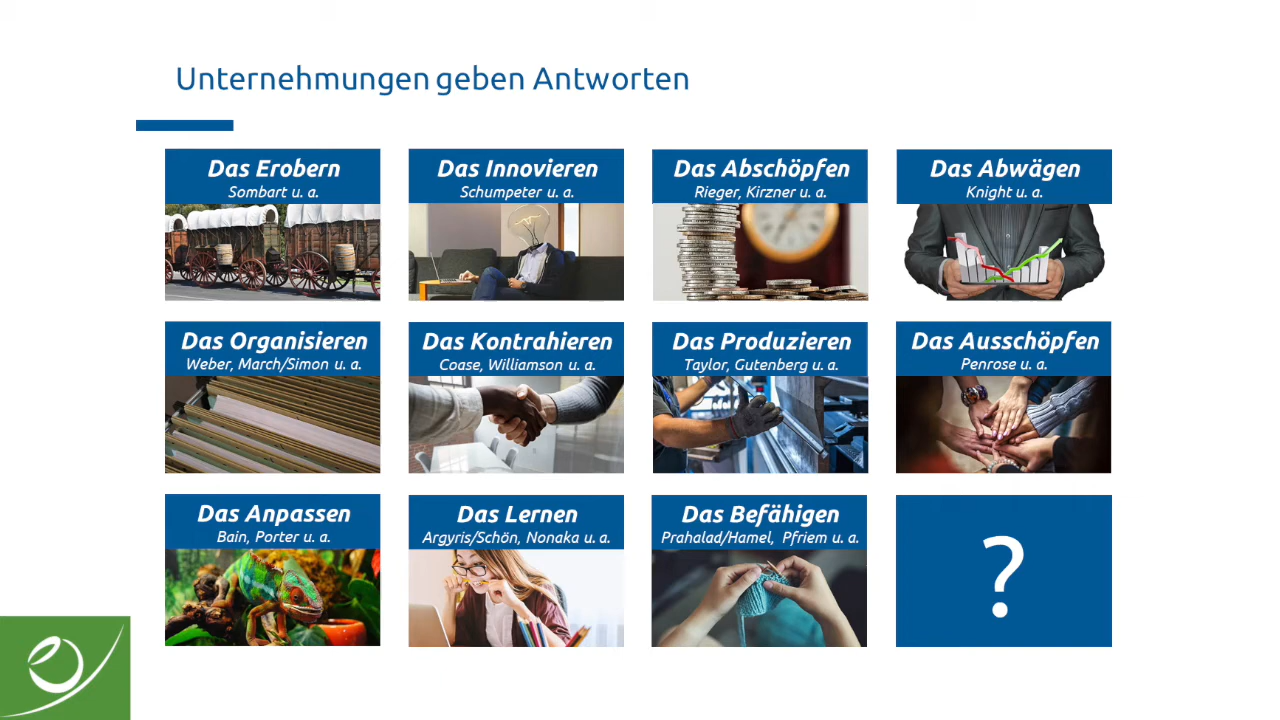 Unternehmungen geben Antworten
Das Erobern
Sombart u. a.
Das Innovieren
Schumpeter u. a.
Das Abschöpfen
Rieger, Kirzner u. a.
Das Abwägen
Knight u. a.
Das Organisieren
Weber, March/Simon u. a.
Das Kontrahieren
Coase, Williamson u. a.
Das Produzieren
Taylor, Gutenberg u. a.
Das Ausschöpfen
Penrose u. a.
Das Anpassen
Bain, Porter u. a.
Das Lernen
Argyris/Schön, Nonaka u. a.
Das Befähigen
Prahalad/Hamel, Pfriem u. a.
?